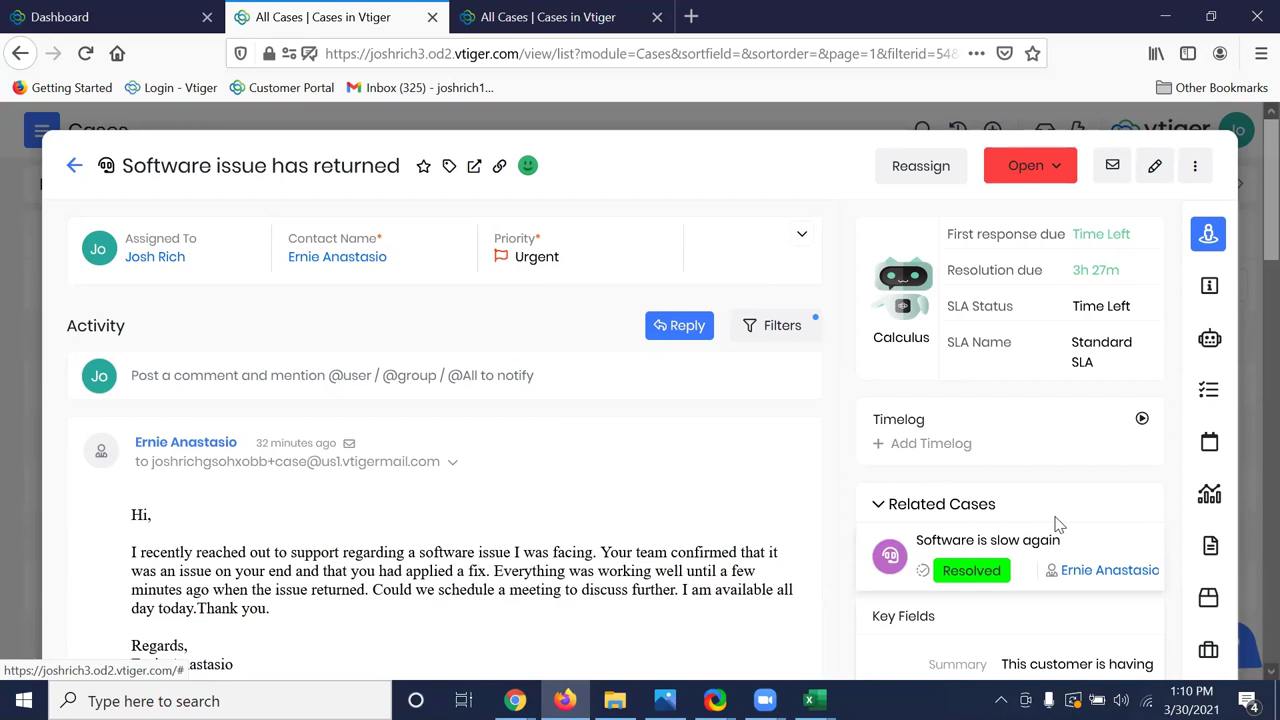 Dashboard
All Cases | Cases in Vtiger
All Cases | Cases in Vtiger
https://joshrich3.od2.vtiger.com/view/list?module=Cases&sortfield=&sortorder=&page=1&filterid=54&
Getting Started
Login - Vtiger
Customer Portal
Inbox (325) - joshrich1...
Other Bookmarks
Cases
vtiger
Jo
Software issue has returned
Reassign
Open
Jo
Assigned To
Josh Rich
Contact Name*
Ernie Anastasio
Priority*
Urgent
Activity
Reply
Filters
Jo
Post a comment and mention @user / @group / @All to notify
Ernie Anastasio
32 minutes ago
to joshrichgsohxobb+case@us1.vtigermail.com
Hi,
I recently reached out to support regarding a software issue I was facing. Your team confirmed that it
was an issue on your end and that you had applied a fix. Everything was working well until a few
minutes ago when the issue returned. Could we schedule a meeting to discuss further. I am available all
day today.Thank you.
Regards,
Calculus
First response due Time Left
Resolution due 3h 27m
SLA Status Time Left
SLA Name Standard
SLA
Timelog
+ Add Timelog
Related Cases
Software is slow again
Resolved
Ernie Anastasio
Key Fields
Summary This customer is having
https://joshrich3.od2.vtiger.com/#
Type here to search
1:10 PM
3/30/2021
4